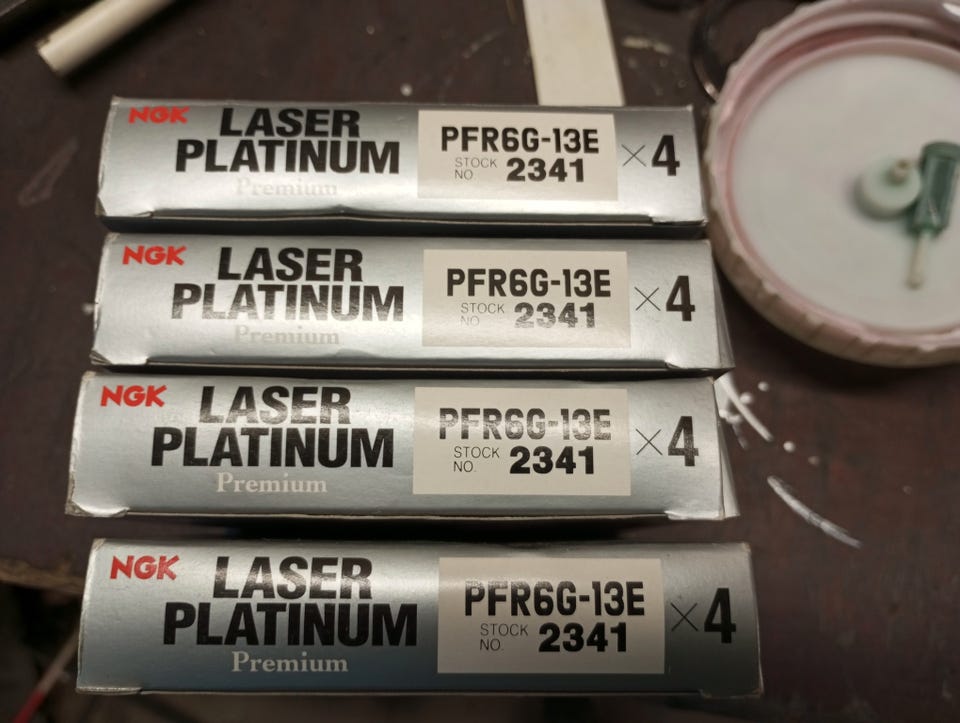 NGK LASER PLATINUM Premium
PFR6G-13E
STOCK NO. 2341
×4
NGK LASER PLATINUM Premium
PFR6G-13E
STOCK NO. 2341
×4
NGK LASER PLATINUM Premium
PFR6G-13E
STOCK NO. 2341
×4
NGK LASER PLATINUM Premium
PFR6G-13E
STOCK NO. 2341
×4